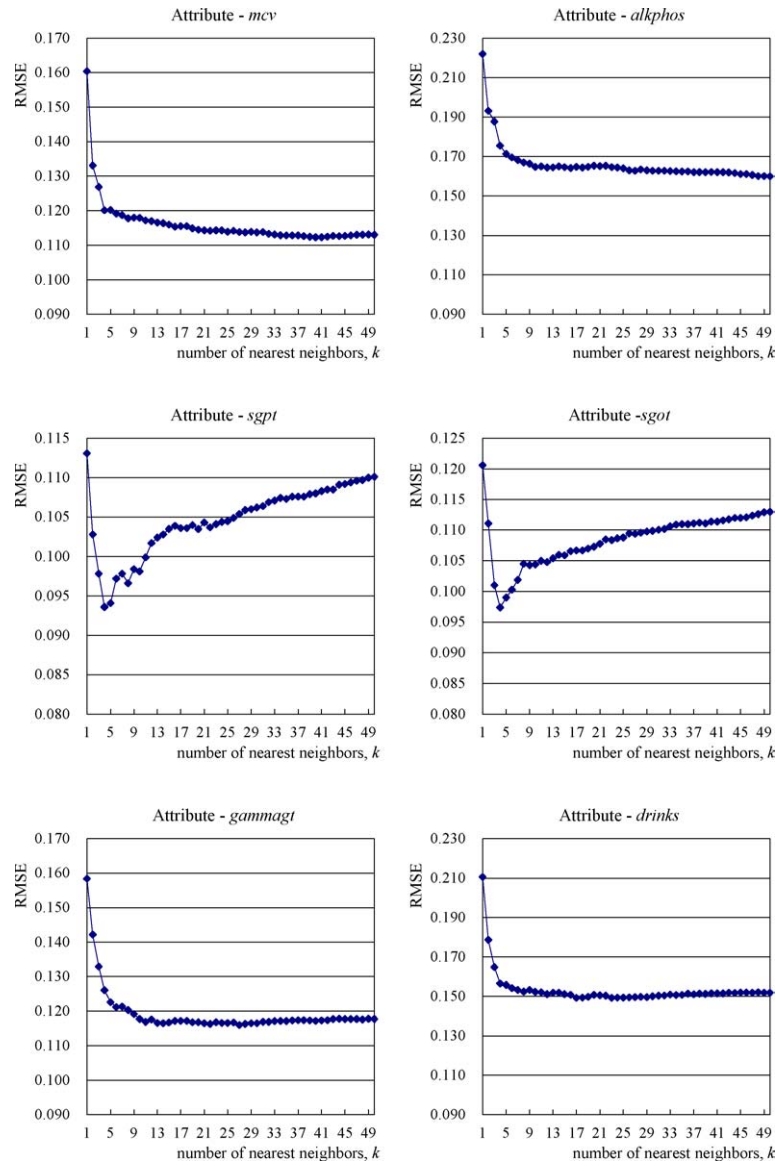 Attribute - mcv
RMSE
0.170
0.160
0.150
0.140
0.130
0.120
0.110
0.100
0.090
1 5 9 13 17 21 25 29 33 37 41 45 49
number of nearest neighbors, k
Attribute - alkphos
RMSE
0.230
0.210
0.190
0.170
0.150
0.130
0.110
0.090
1 5 9 13 17 21 25 29 33 37 41 45 49
number of nearest neighbors, k
Attribute - sgpt
RMSE
0.115
0.110
0.105
0.100
0.095
0.090
0.085
0.080
1 5 9 13 17 21 25 29 33 37 41 45 49
number of nearest neighbors, k
Attribute -sgot
RMSE
0.125
0.120
0.115
0.110
0.105
0.100
0.095
0.090
0.085
0.080
1 5 9 13 17 21 25 29 33 37 41 45 49
number of nearest neighbors, k
Attribute - gammagt
RMSE
0.170
0.160
0.150
0.140
0.130
0.120
0.110
0.100
0.090
1 5 9 13 17 21 25 29 33 37 41 45 49
number of nearest neighbors, k
Attribute - drinks
RMSE
0.230
0.210
0.190
0.170
0.150
0.130
0.110
0.090
1 5 9 13 17 21 25 29 33 37 41 45 49
number of nearest neighbors, k